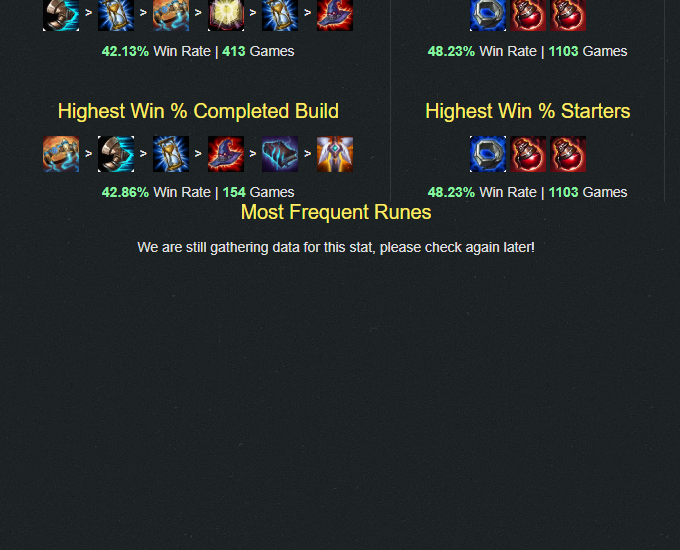 > > > > >
42.13% Win Rate | 413 Games
48.23% Win Rate | 1103 Games
Highest Win % Completed Build
Highest Win % Starters
> > > > >
42.86% Win Rate | 154 Games
48.23% Win Rate | 1103 Games
Most Frequent Runes
We are still gathering data for this stat, please check again later!